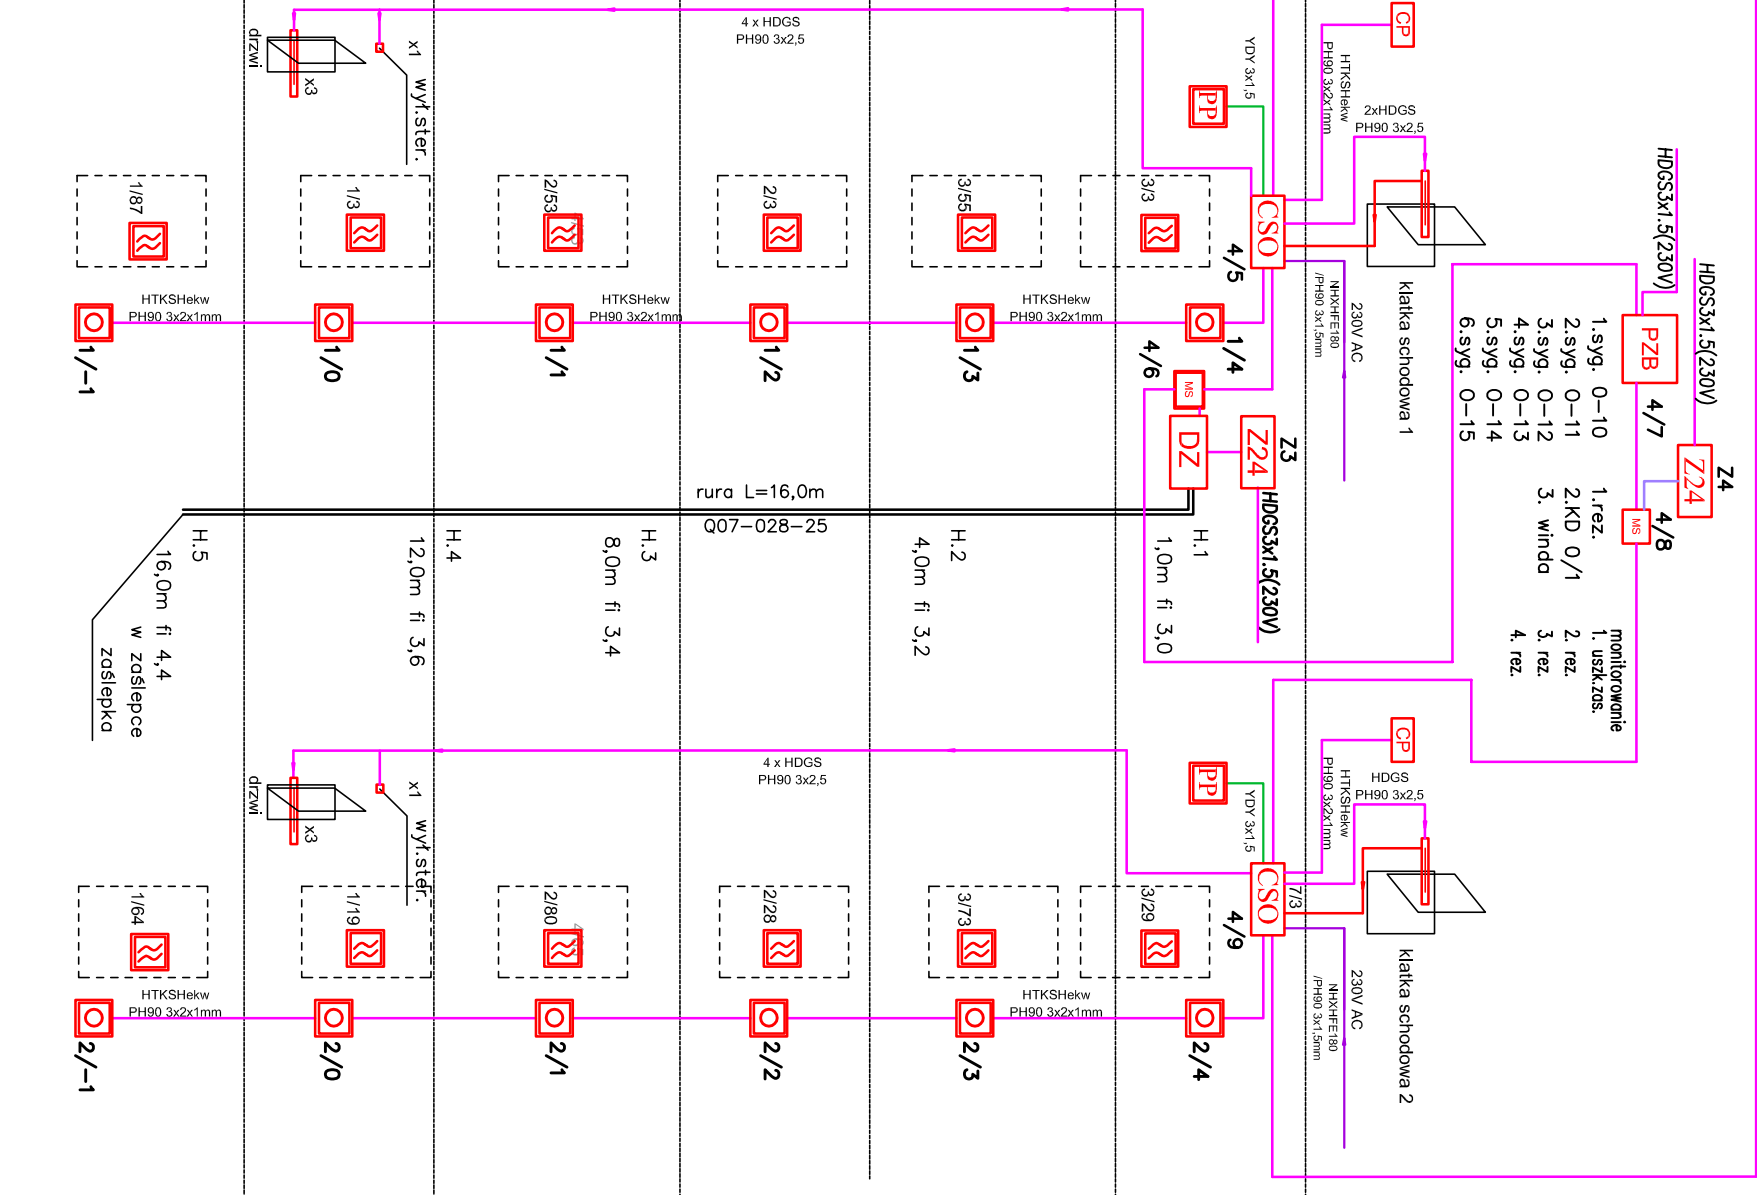 4 x HDGS
PH90 3x2,5
drzwi
x3
x1
wył.ster.
YDY 3x1,5
PP
HTKSHekw
PH90 3x2x1mm
CP
2xHDGS
PH90 3x2,5
HDGS3x1.5(230V)
HDGS3x1.5(230V)
1/87
1/3
2/53
2/3
3/55
3/3
CSO
4/5
klatka schodowa 1
230V AC
NHXHFE180
/PH90 3x1,5mm
PZB
4/7
Z4
Z24
MS
4/8
1.syg. 0-10
2.syg. 0-11
3.syg. 0-12
4.syg. 0-13
5.syg. 0-14
6.syg. 0-15
1.rez.
2.KD 0/1
3. winda
monitorowanie
1. uszk.zas.
2. rez.
3. rez.
4. rez.
HTKSHekw
PH90 3x2x1mm
HTKSHekw
PH90 3x2x1mm
HTKSHekw
PH90 3x2x1mm
1/-1
1/0
1/1
1/2
1/3
1/4
4/6
MS
DZ
Z3
Z24
HDGS3x1.5(230V)
rura L=16,0m
Q07-028-25
H.1
1,0m fi 3,0
H.2
4,0m fi 3,2
H.3
8,0m fi 3,4
H.4
12,0m fi 3,6
H.5
16,0m fi 4,4
w zaślepce
zaślepka
4 x HDGS
PH90 3x2,5
drzwi
x3
x1
wył.ster.
PP
YDY 3x1,5
CP
HTKSHekw
PH90 3x2x1mm
HDGS
PH90 3x2,5
1/64
1/19
2/80
2/28
3/73
3/29
CSO
7/3
4/9
klatka schodowa 2
230V AC
NHXHFE180
/PH90 3x1,5mm
HTKSHekw
PH90 3x2x1mm
HTKSHekw
PH90 3x2x1mm
2/-1
2/0
2/1
2/2
2/3
2/4